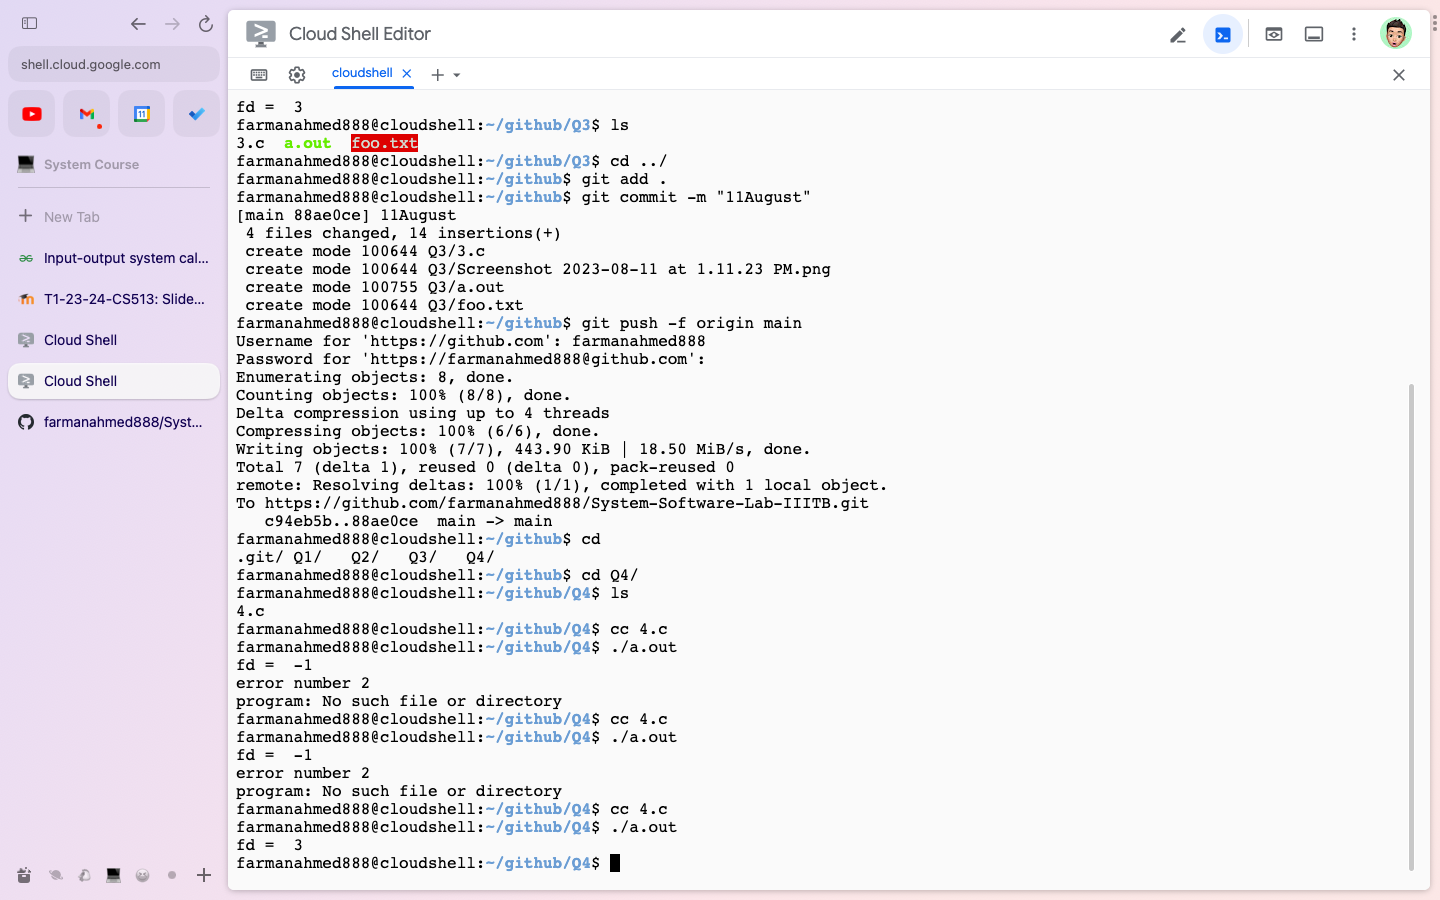 shell.cloud.google.com
11
System Course
New Tab
Input-output system cal...
T1-23-24-CS513: Slide...
Cloud Shell
Cloud Shell
farmanahmed888/Syst...
Cloud Shell Editor
cloudshell
fd =  3
farmanahmed888@cloudshell:~/github/Q3$ ls
3.c  a.out  foo.txt
farmanahmed888@cloudshell:~/github/Q3$ cd ../
farmanahmed888@cloudshell:~/github$ git add .
farmanahmed888@cloudshell:~/github$ git commit -m "11August"
[main 88ae0ce] 11August
 4 files changed, 14 insertions(+)
 create mode 100644 Q3/3.c
 create mode 100644 Q3/Screenshot 2023-08-11 at 1.11.23 PM.png
 create mode 100755 Q3/a.out
 create mode 100644 Q3/foo.txt
farmanahmed888@cloudshell:~/github$ git push -f origin main
Username for 'https://github.com': farmanahmed888
Password for 'https://farmanahmed888@github.com':
Enumerating objects: 8, done.
Counting objects: 100% (8/8), done.
Delta compression using up to 4 threads
Compressing objects: 100% (6/6), done.
Writing objects: 100% (7/7), 443.90 KiB | 18.50 MiB/s, done.
Total 7 (delta 1), reused 0 (delta 0), pack-reused 0
remote: Resolving deltas: 100% (1/1), completed with 1 local object.
To https://github.com/farmanahmed888/System-Software-Lab-IIITB.git
   c94eb5b..88ae0ce  main -> main
farmanahmed888@cloudshell:~/github$ cd
.git/ Q1/   Q2/   Q3/   Q4/
farmanahmed888@cloudshell:~/github$ cd Q4/
farmanahmed888@cloudshell:~/github/Q4$ ls
4.c
farmanahmed888@cloudshell:~/github/Q4$ cc 4.c
farmanahmed888@cloudshell:~/github/Q4$ ./a.out
fd =  -1
error number 2
program: No such file or directory
farmanahmed888@cloudshell:~/github/Q4$ cc 4.c
farmanahmed888@cloudshell:~/github/Q4$ ./a.out
fd =  -1
error number 2
program: No such file or directory
farmanahmed888@cloudshell:~/github/Q4$ cc 4.c
farmanahmed888@cloudshell:~/github/Q4$ ./a.out
fd =  3
farmanahmed888@cloudshell:~/github/Q4$